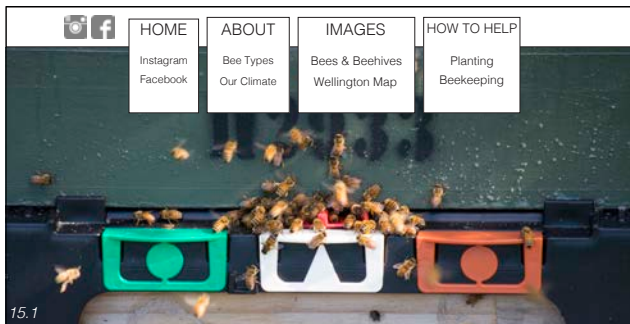 HOME
Instagram
Facebook
ABOUT
Bee Types
Our Climate
IMAGES
Bees & Beehives
Wellington Map
HOW TO HELP
Planting
Beekeeping
15.1